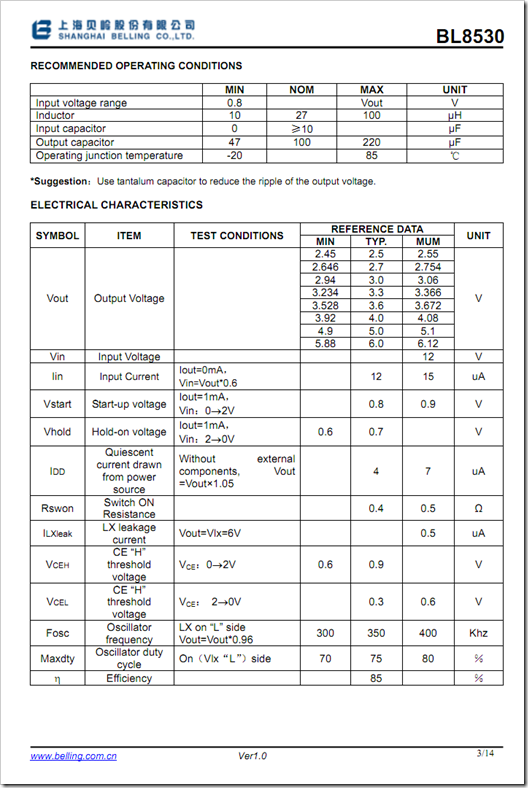 上海贝岭股份有限公司
SHANGHAI BELLING CO.,LTD.
BL8530
RECOMMENDED OPERATING CONDITIONS
MIN NOM MAX UNIT
Input voltage range 0.8 Vout V
Inductor 10 27 100 μH
Input capacitor 0 ≥10 μF
Output capacitor 47 100 220 μF
Operating junction temperature -20 85 ℃
*Suggestion：Use tantalum capacitor to reduce the ripple of the output voltage.
ELECTRICAL CHARACTERISTICS
SYMBOL ITEM TEST CONDITIONS REFERENCE DATA UNIT
MIN TYP. MUM
Vout Output Voltage V
2.45 2.5 2.55
2.646 2.7 2.754
2.94 3.0 3.06
3.234 3.3 3.366
3.528 3.6 3.672
3.92 4.0 4.08
4.9 5.0 5.1
5.88 6.0 6.12
Vin Input Voltage 12 V
Iin Input Current Iout=0mA，
Vin=Vout*0.6 12 15 uA
Vstart Start-up voltage Iout=1mA，
Vin：0→2V 0.8 0.9 V
Vhold Hold-on voltage Iout=1mA，
Vin：2→0V 0.6 0.7 V
IDD Quiescent
current drawn
from power
source Without external
components, Vout
=Vout×1.05 4 7 uA
Rswon Switch ON
Resistance 0.4 0.5 Ω
ILXleak LX leakage
current Vout=Vlx=6V 0.5 uA
VCEH CE “H”
threshold
voltage VCE：0→2V 0.6 0.9 V
VCEL CE “H”
threshold
voltage VCE： 2→0V 0.3 0.6 V
Fosc Oscillator
frequency LX on “L” side
Vout=Vout*0.96 300 350 400 Khz
Maxdty Oscillator duty
cycle On（Vlx “L”）side 70 75 80 ％
η Efficiency 85 ％
www.belling.com.cn Ver1.0 3/14